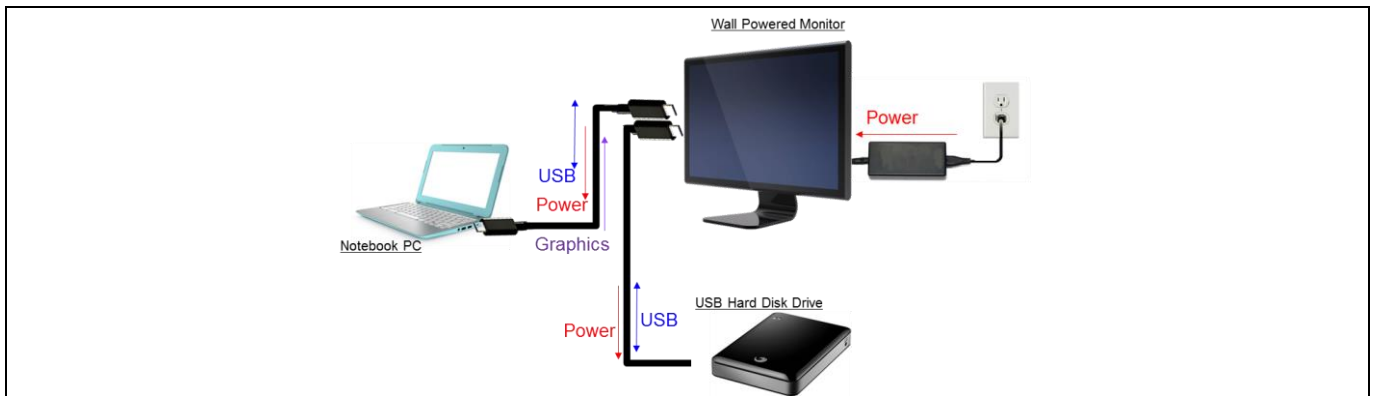 Wall Powered Monitor
Power
USB
Power
Notebook PC
Graphics
USB Hard Disk Drive
USB
Power